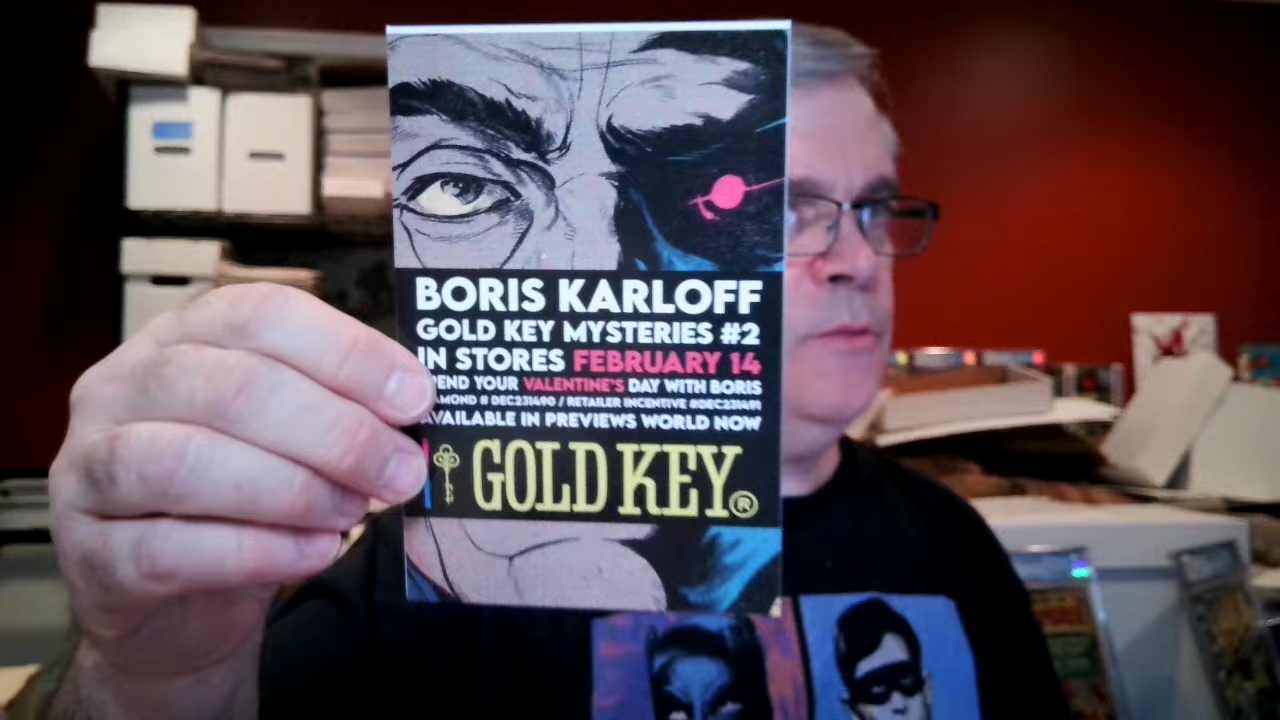 BORIS KARLOFF
GOLD KEY MYSTERIES #2
IN STORES FEBRUARY 14
END YOUR VALENTINE'S DAY WITH BORIS
AMOND # DEC231490 / RETAILER INCENTIVE #DEC231491
AVAILABLE IN PREVIEWS WORLD NOW
GOLD KEY®